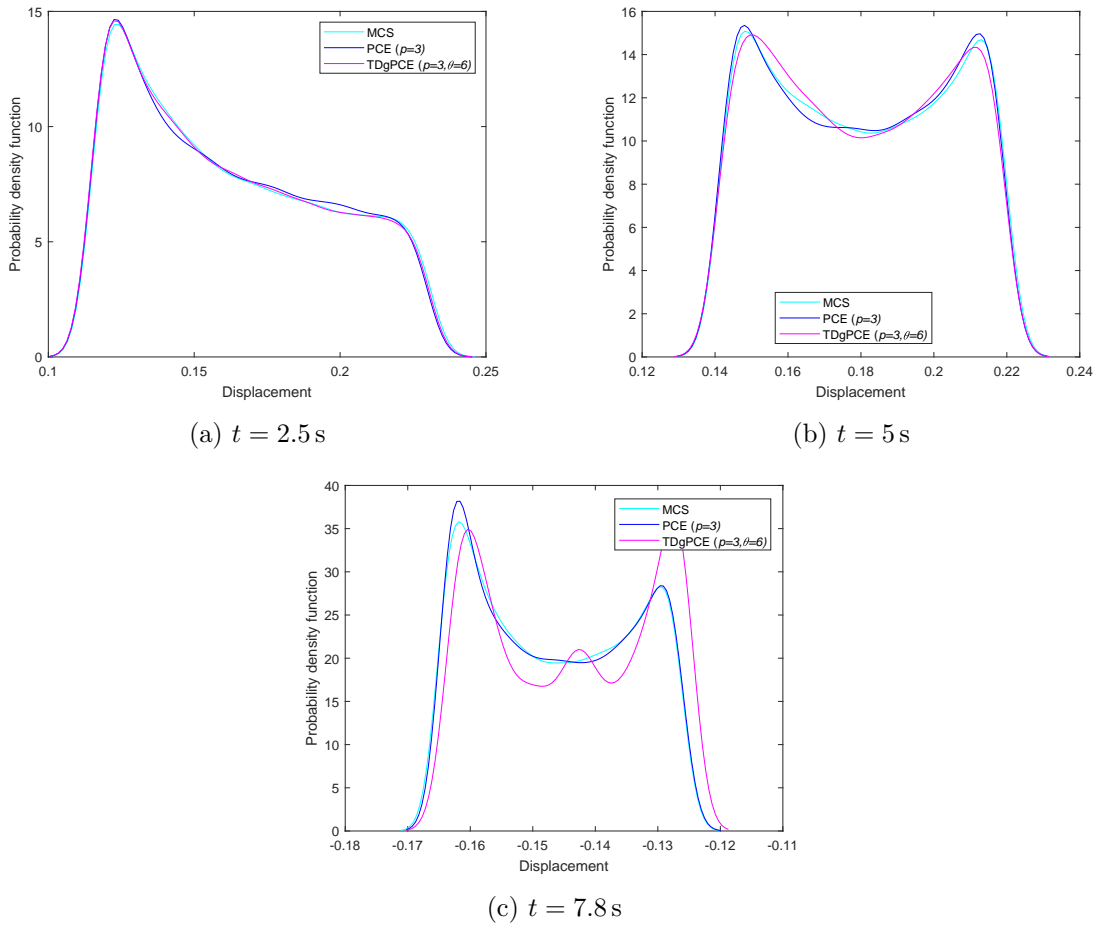 15
10
5
0
0.1
0.15
0.2
0.25
Probability density function
Displacement
MCS
PCE (p=3)
TDgPCE (p=3,θ=6)
(a) t = 2.5 s
16
14
12
10
8
6
4
2
0
0.12
0.14
0.16
0.18
0.2
0.22
0.24
Probability density function
Displacement
MCS
PCE (p=3)
TDgPCE (p=3,θ=6)
(b) t = 5 s
40
35
30
25
20
15
10
5
0
-0.18
-0.17
-0.16
-0.15
-0.14
-0.13
-0.12
-0.11
Probability density function
Displacement
MCS
PCE (p=3)
TDgPCE (p=3,θ=6)
(c) t = 7.8 s